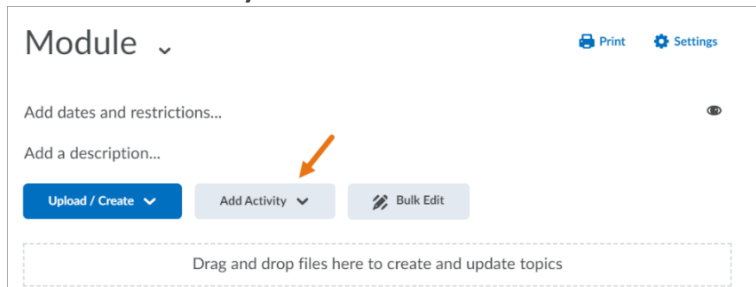 Module
Print Settings
Add dates and restrictions...
Add a description...
Upload / Create Add Activity Bulk Edit
Drag and drop files here to create and update topics